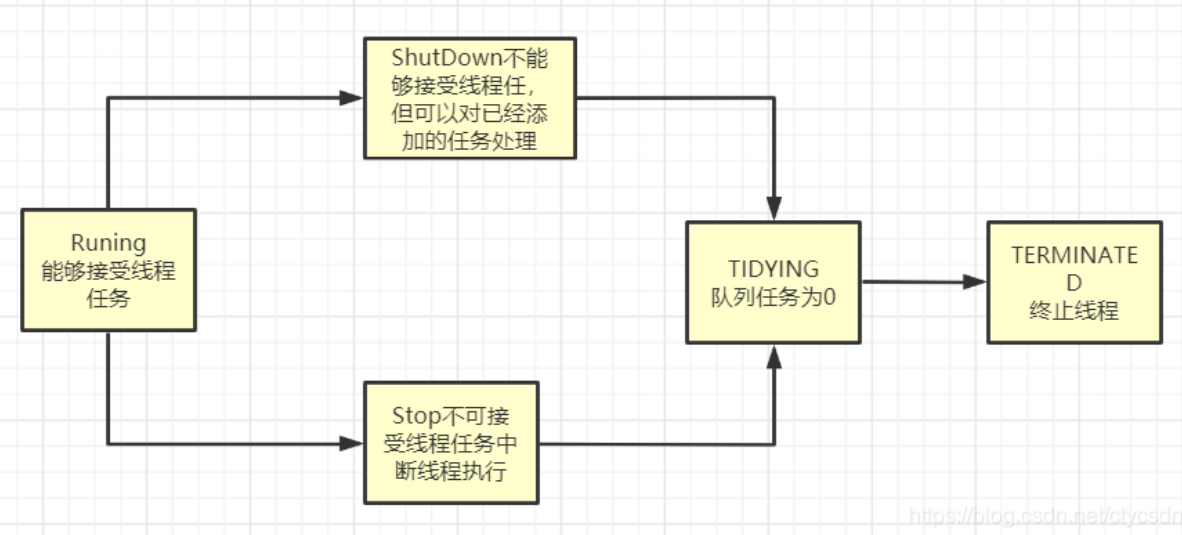 ShutDown不能
够接受线程任，
但可以对已经添
加的任务处理
Runing
能够接受线程
任务
TIDYING
队列任务为0
TERMINATE
D
终止线程
Stop不可接
受线程任务中
断线程执行
https://blog.csdn.net/ctycsdn